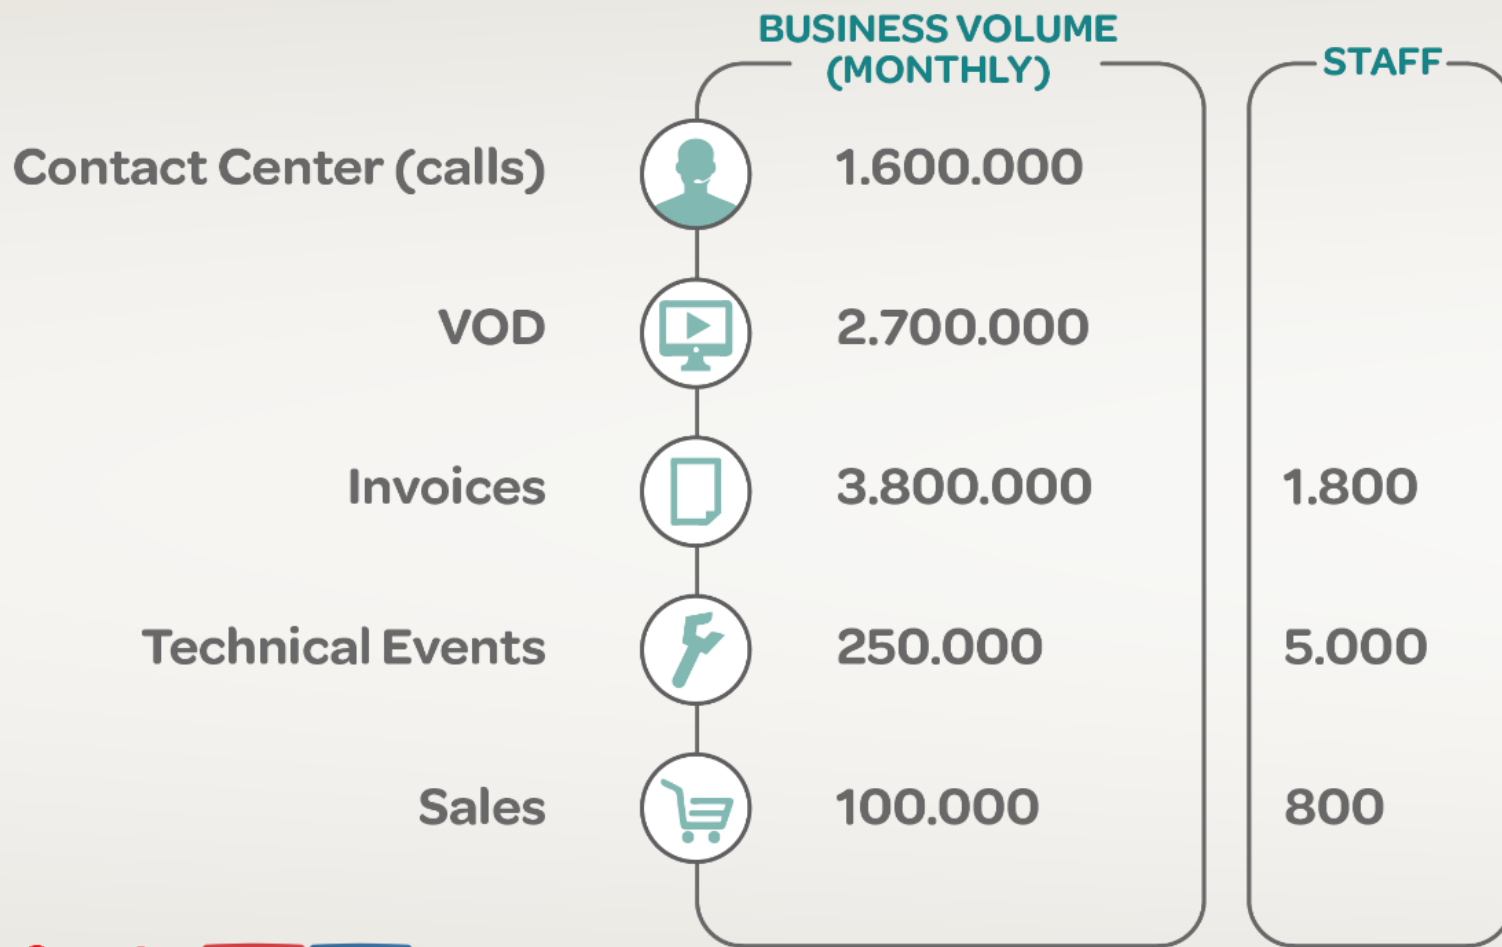 BUSINESS VOLUME
(MONTHLY)
STAFF
Contact Center (calls) 1.600.000
VOD 2.700.000
Invoices 3.800.000 1.800
Technical Events 250.000 5.000
Sales 100.000 800